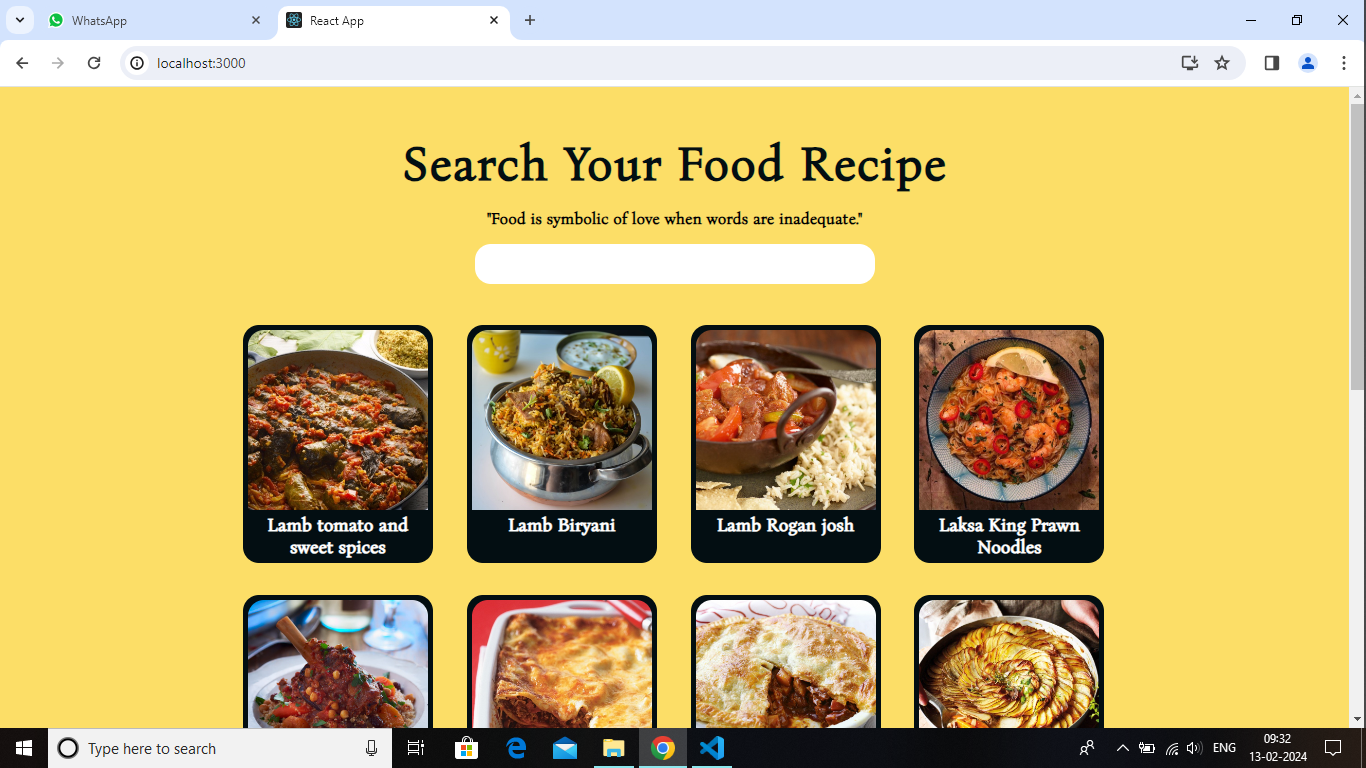 WhatsApp
React App
localhost:3000
Search Your Food Recipe
"Food is symbolic of love when words are inadequate."
Lamb tomato and
sweet spices
Lamb Biryani
Lamb Rogan josh
Laksa King Prawn
Noodles
Type here to search
ENG
09:32
13-02-2024